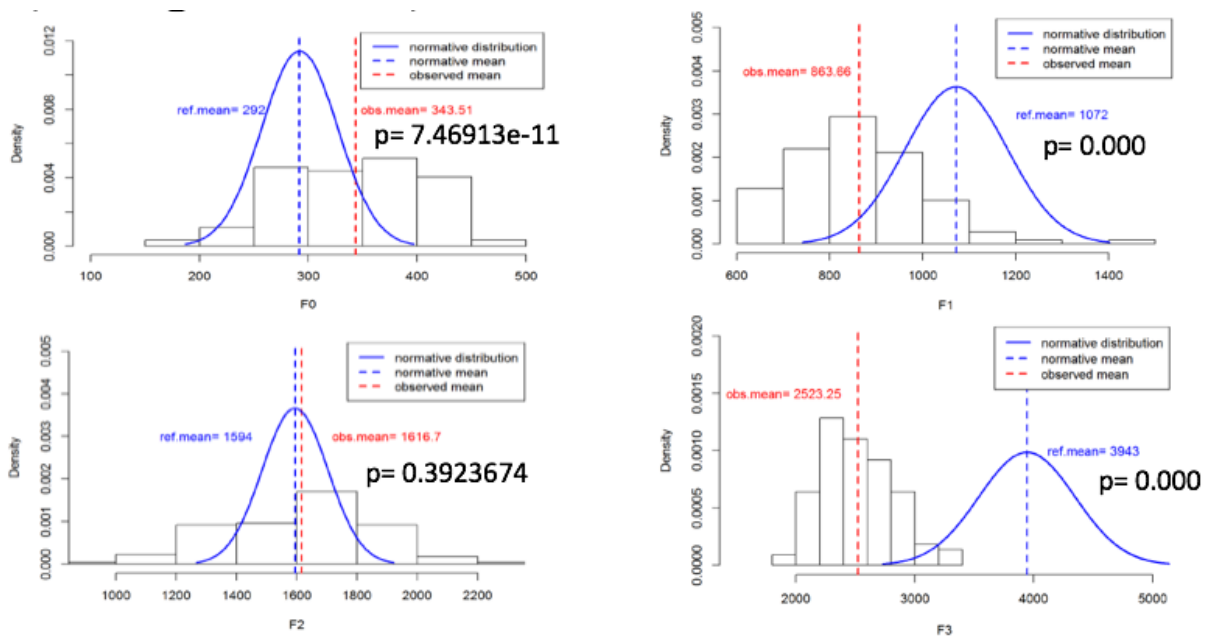 0.012
normative distribution
normative mean
observed mean
ref.mean= 292
obs.mean= 343.51
p= 7.46913e-11
Density
0.008
0.004
0.000
100 200 300 400 500
F0
0.005
normative distribution
normative mean
observed mean
obs.mean= 863.66
0.004
ref.mean= 1072
p= 0.000
Density
0.003
0.002
0.001
0.000
600 800 1000 1200 1400
F1
0.005
normative distribution
normative mean
observed mean
0.004
ref.mean= 1594
obs.mean= 1616.7
p= 0.3923674
Density
0.003
0.002
0.001
0.000
1000 1200 1400 1600 1800 2000 2200
F2
0.0020
normative distribution
normative mean
observed mean
0.0015
obs.mean= 2523.25
ref.mean= 3943
p= 0.000
Density
0.0010
0.0005
0.0000
2000 3000 4000 5000
F3